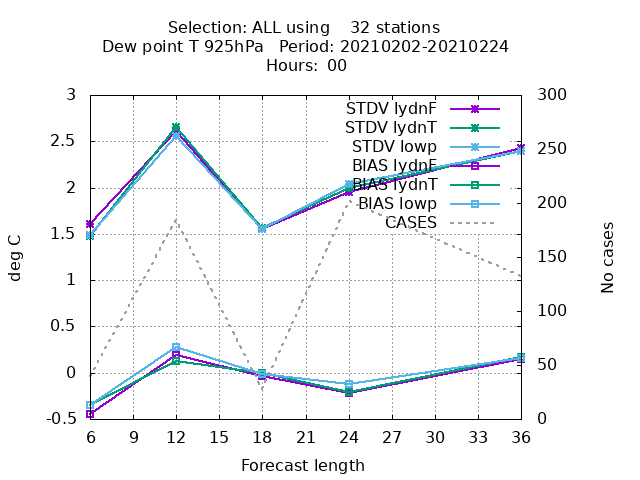 Selection: ALL using    32 stations
Dew point T 925hPa   Period: 20210202-20210224
Hours:  00
3
2.5
2
1.5
1
0.5
0
-0.5
deg C
STDV lydnF
STDV lydnT
STDV lowp
BIAS lydnF
BIAS lydnT
BIAS lowp
CASES
300
250
200
150
100
50
0
No cases
6 9 12 15 18 21 24 27 30 33 36
Forecast length